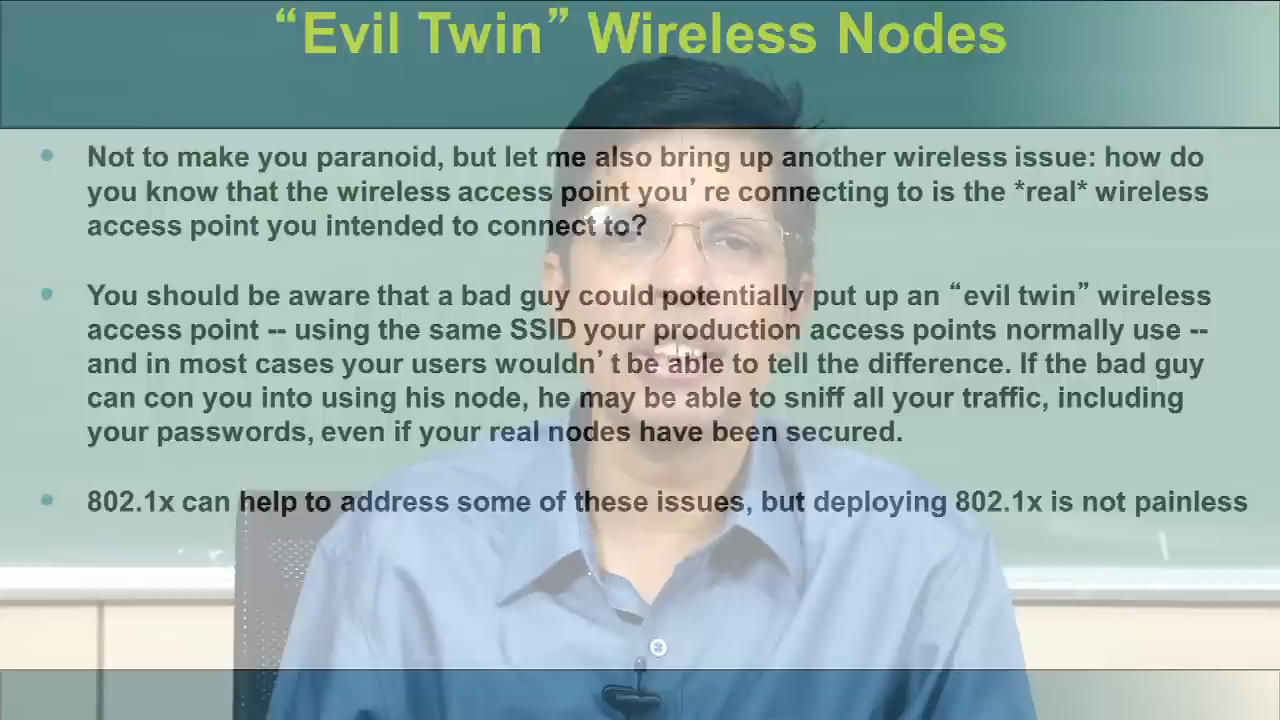 “Evil Twin” Wireless Nodes
Not to make you paranoid, but let me also bring up another wireless issue: how do
you know that the wireless access point you’ re connecting to is the *real* wireless
access point you intended to connect to?
You should be aware that a bad guy could potentially put up an “evil twin” wireless
access point -- using the same SSID your production access points normally use --
and in most cases your users wouldn’ t be able to tell the difference. If the bad guy
can con you into using his node, he may be able to sniff all your traffic, including
your passwords, even if your real nodes have been secured.
802.1x can help to address some of these issues, but deploying 802.1x is not painless